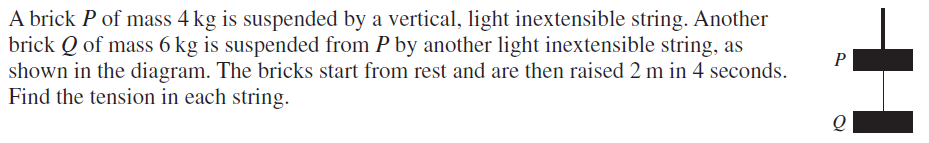 A brick P of mass 4 kg is suspended by a vertical, light inextensible string. Another
brick Q of mass 6 kg is suspended from P by another light inextensible string, as
shown in the diagram. The bricks start from rest and are then raised 2 m in 4 seconds.
Find the tension in each string.
P
Q